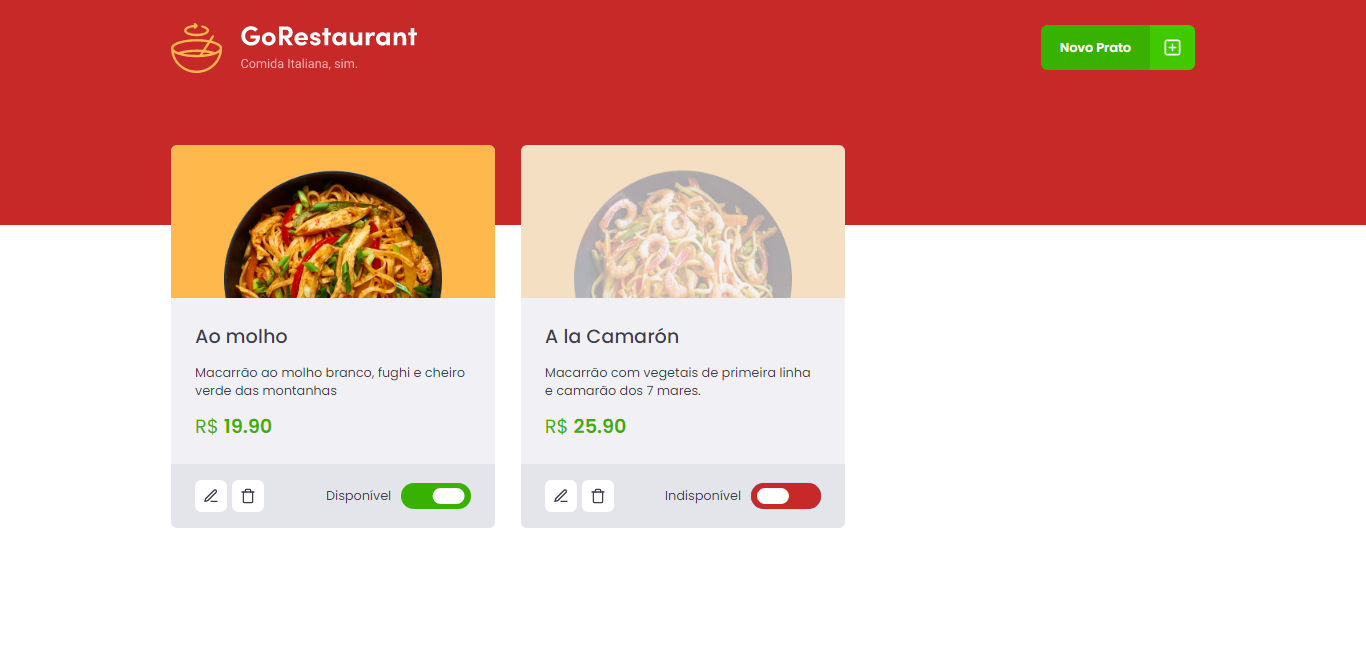 GoRestaurant
Comida Italiana, sim.
Novo Prato
Ao molho
Macarrão ao molho branco, fughi e cheiro
verde das montanhas
R$ 19.90
Disponível
A la Camarón
Macarrão com vegetais de primeira linha
e camarão dos 7 mares.
R$ 25.90
Indisponível